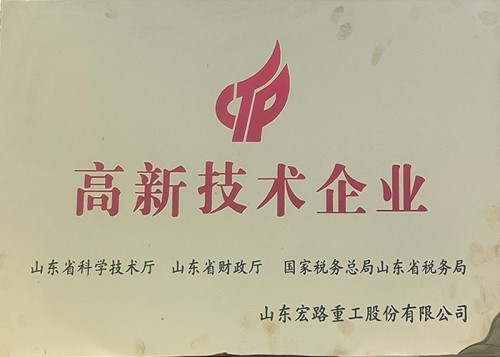 CTP
高新技术企业
山东省科学技术厅 山东省财政厅 国家税务总局山东省税务局
山东宏路重工股份有限公司